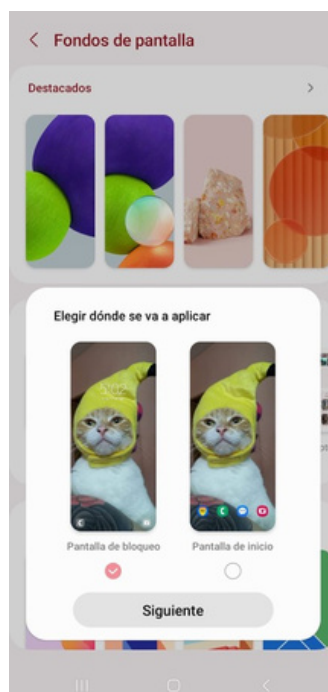 Fondos de pantalla
Destacados
Elegir dónde se va a aplicar
Pantalla de bloqueo
Pantalla de inicio
Siguiente